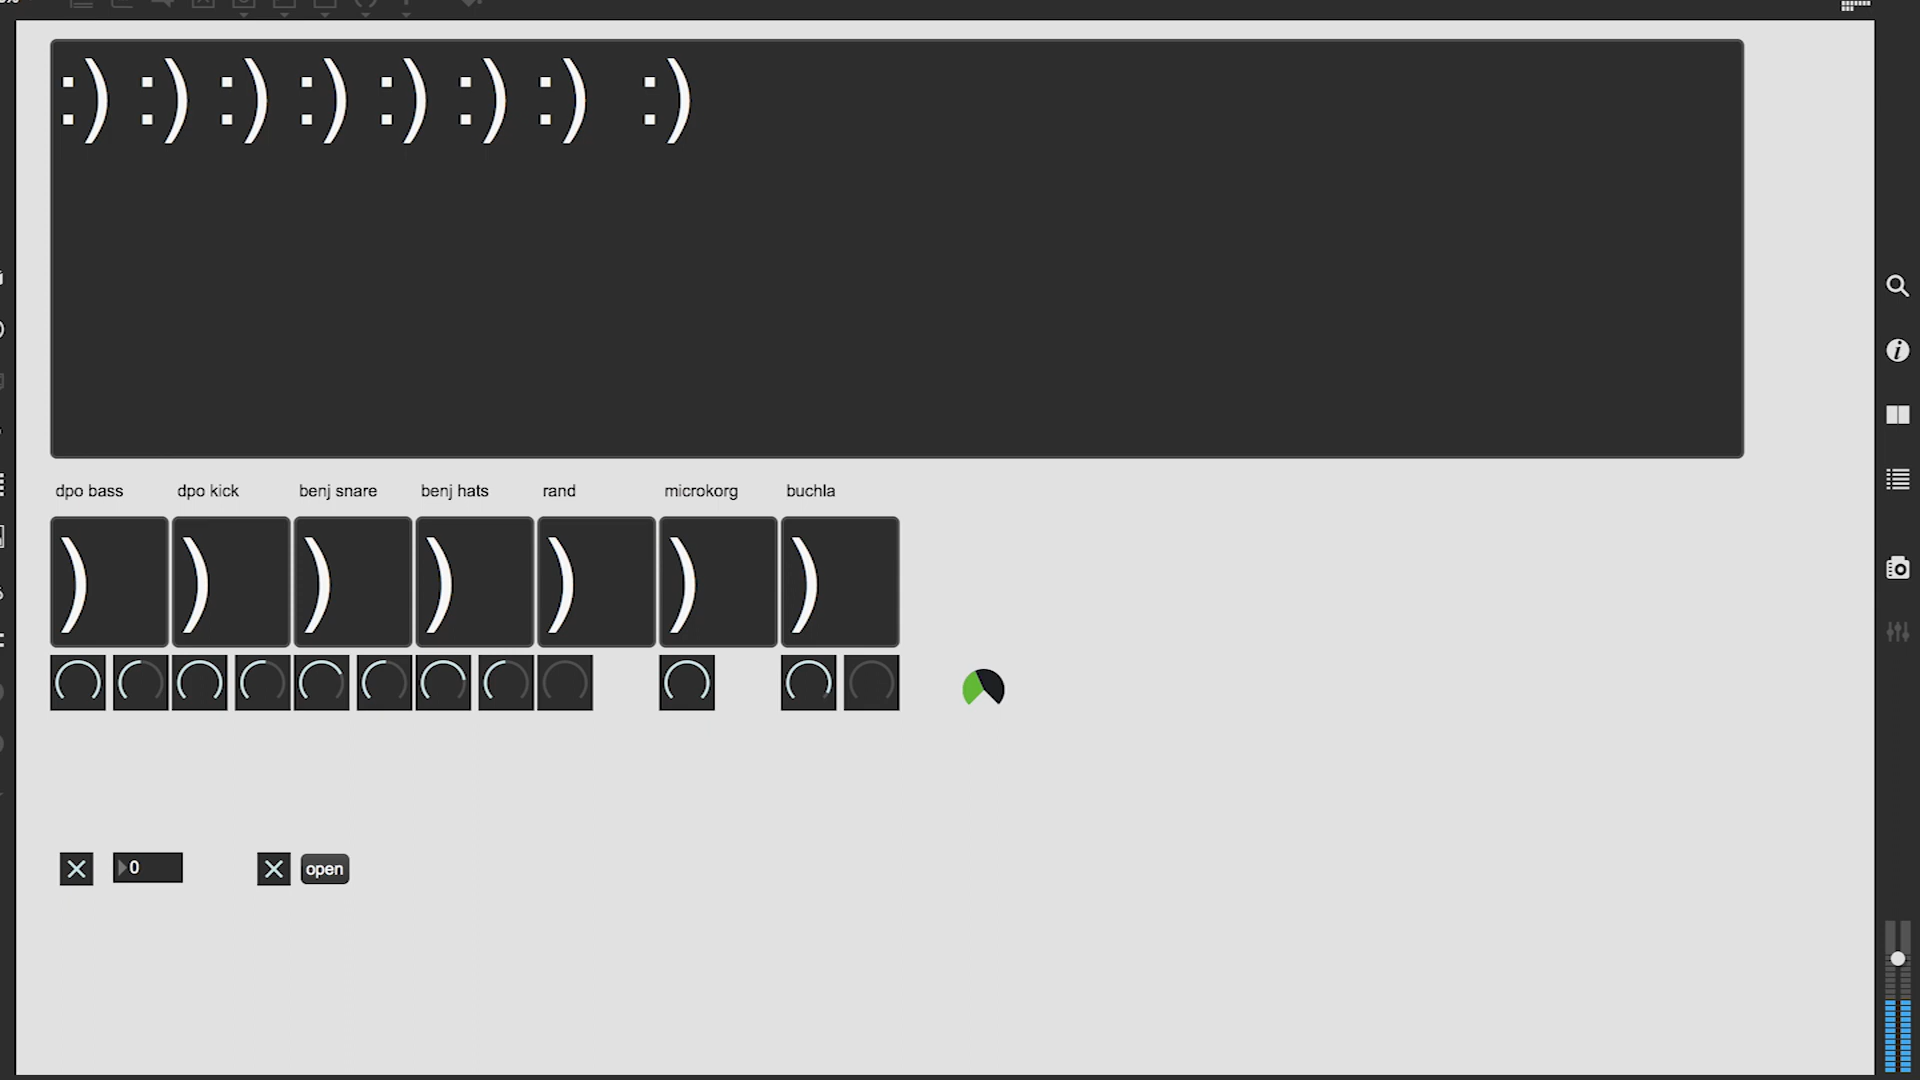 :) :) :) :) :) :) :)  :)
dpo bass dpo kick benj snare benj hats rand microkorg buchla
) ) ) ) ) ) )
0 open